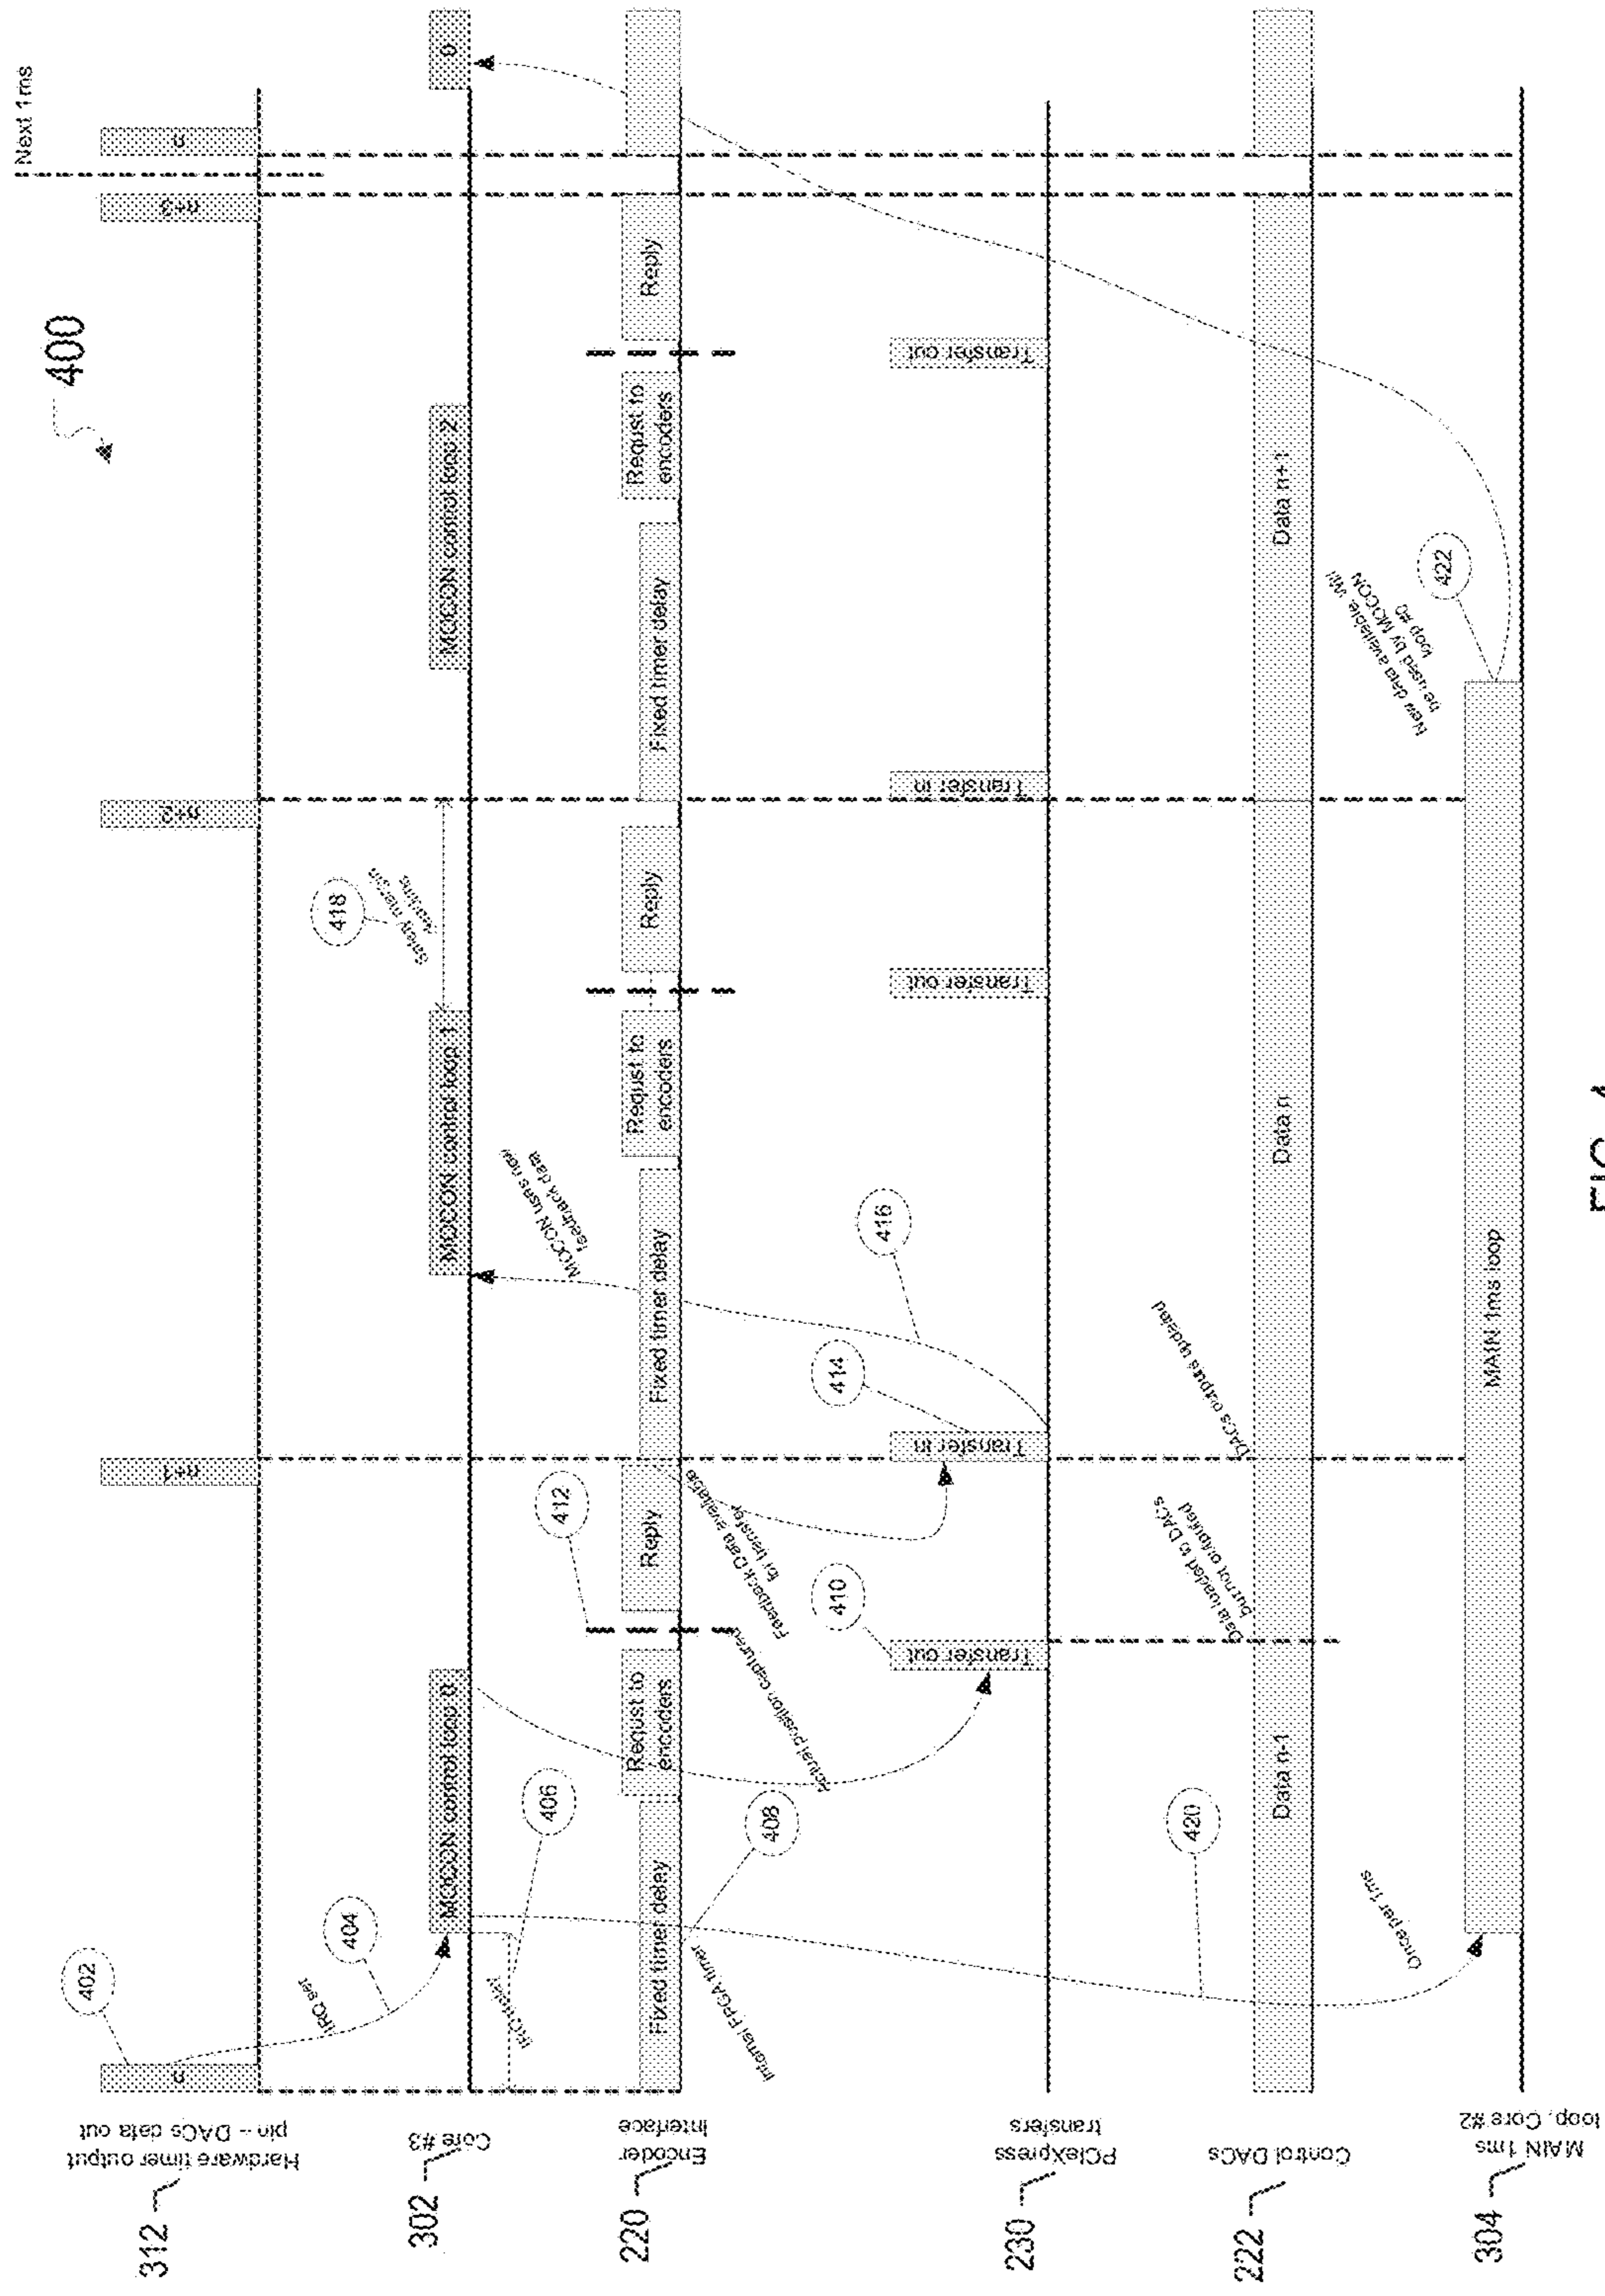 400
Next 1ms
312
Hardware timer output
pin – DACs data out
n
n+1
n+2
n+3
n
402
IRQ set
404
302
Core #3
MOCON control loop 0
MOCON control loop 1
MOCON control loop 2
0
406
418
Safety margin
MOCON uses new
feedback data
220
Encoder
Interface
Fixed timer delay
Requst to
encoders
Reply
Fixed timer delay
Requst to
encoders
Reply
Fixed timer delay
Requst to
encoders
Reply
Internal FPGA timer
408
412
Actual position captured
Feedback Data available
for transfer
230
PCIeXpress
transfers
Transfer out
Transfer in
Transfer out
Transfer in
Transfer out
410
414
416
222
Control DACs
Data n-1
Data n
Data n+1
Data loaded to DACs
but not outputted
DACs outputs updated
420
Once per 1ms
304
MAIN 1ms
loop, Core #2
MAIN 1ms loop
New data available. Will
be used by MOCON
loop #0
422